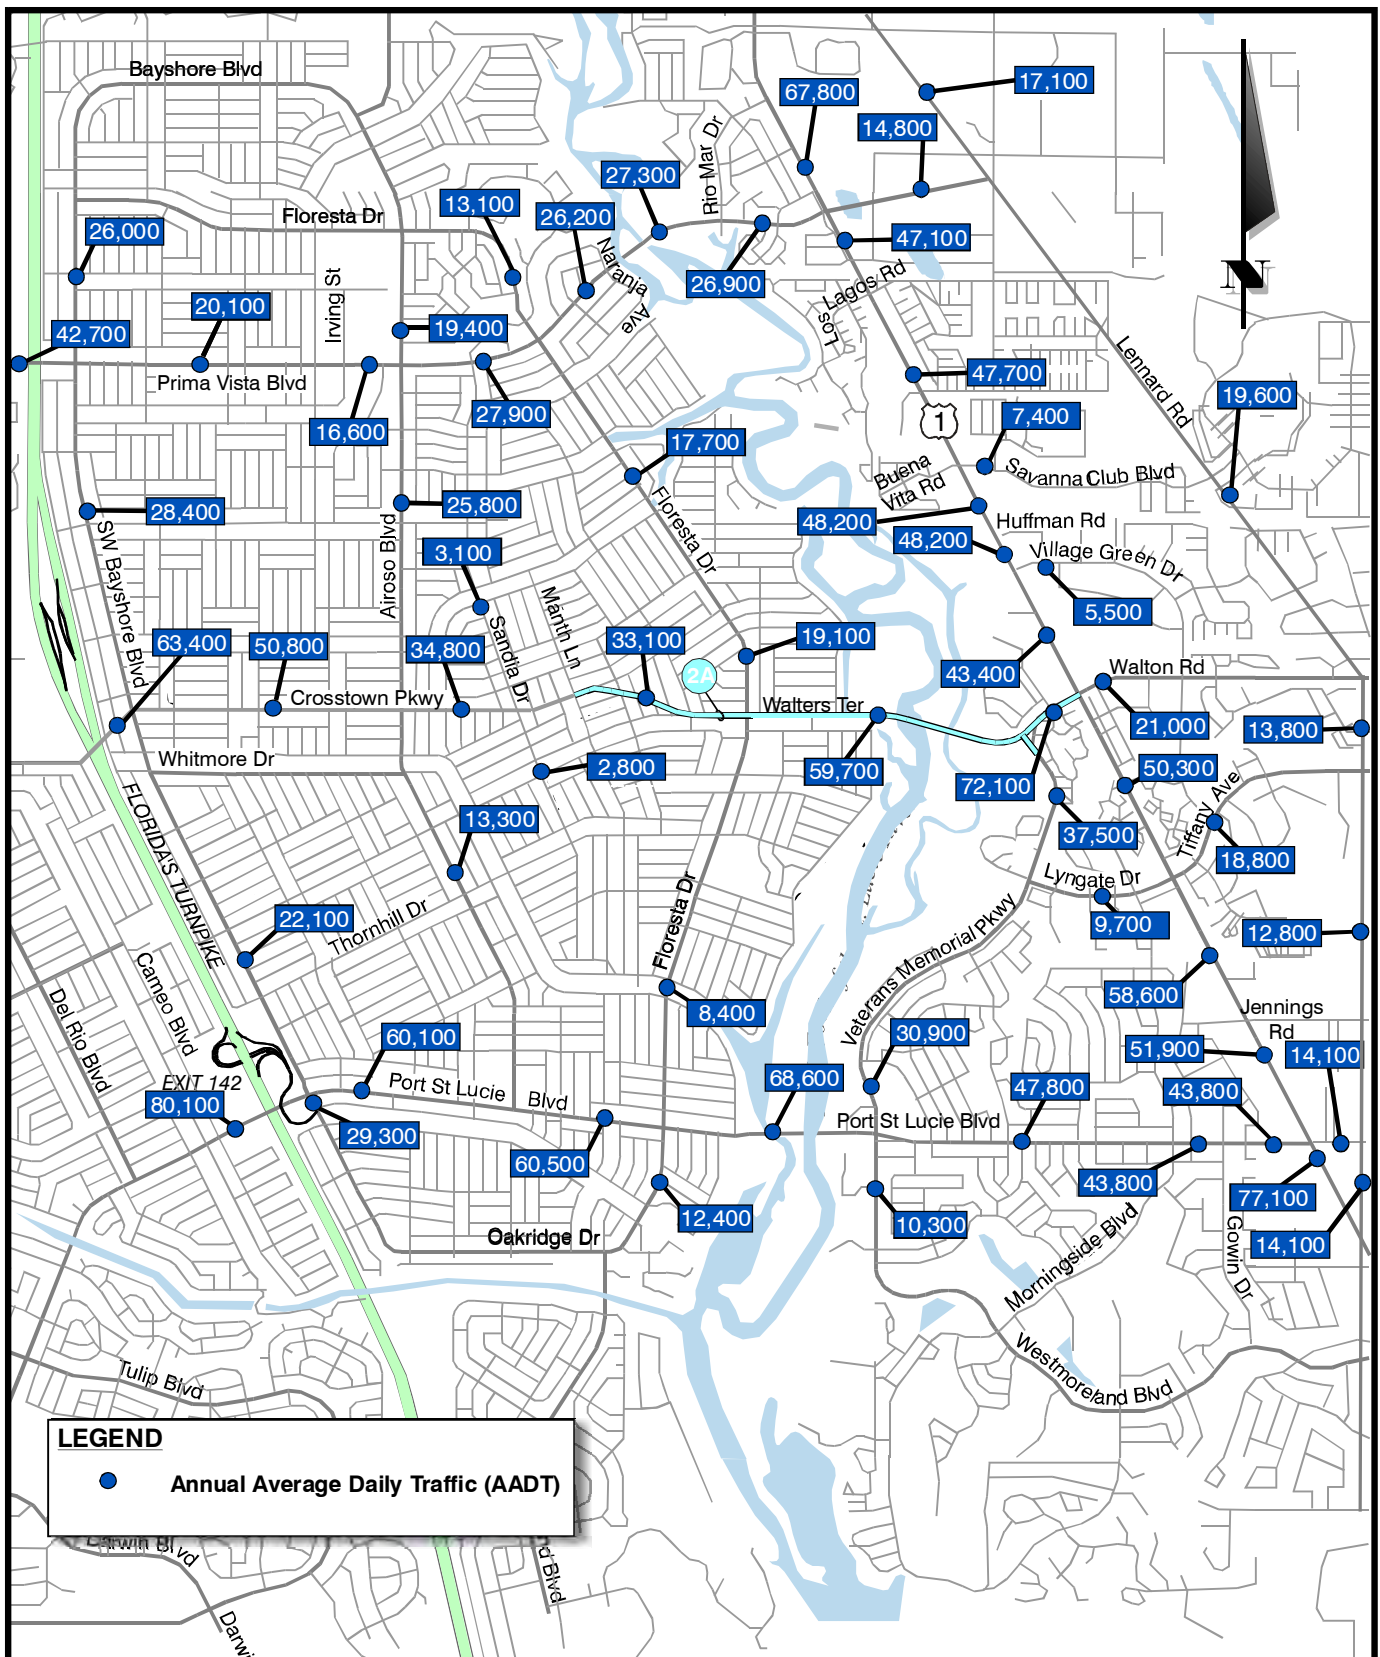 Bayshore Blvd
67,800
17,100
14,800
Rio Mar Dr
27,300
13,100
26,200
Floresta Dr
26,000
47,100
Naranja
Ave
26,900
Los
Lagos Rd
N
Irving St
20,100
42,700
19,400
Prima Vista Blvd
27,900
16,600
47,700
Lennard Rd
19,600
1
7,400
17,700
Buena
Vita Rd
Savanna Club Blvd
28,400
25,800
48,200
Huffman Rd
48,200
Village Green Dr
Floresta Dr
SW Bayshore Blvd
Airoso Blvd
3,100
Manth Ln
5,500
Sandia Dr
63,400
50,800
34,800
33,100
19,100
2A
43,400
Walton Rd
Crosstown Pkwy
Walters Ter
21,000
13,800
Whitmore Dr
2,800
59,700
72,100
50,300
Tiffany Ave
FLORIDA'S TURNPIKE
13,300
37,500
18,800
Lyngate Dr
9,700
22,100
Thornhill Dr
Floresta Dr
Veterans Memorial Pkwy
12,800
Cameo Blvd
Del Rio Blvd
8,400
58,600
Jennings
Rd
60,100
30,900
51,900
14,100
EXIT 142
80,100
Port St Lucie Blvd
68,600
47,800
43,800
29,300
Port St Lucie Blvd
60,500
43,800
77,100
12,400
10,300
14,100
Oakridge Dr
Morningside Blvd
Gowin Dr
Westmoreland Blvd
Tulip Blvd
LEGEND
Annual Average Daily Traffic (AADT)
Darwin Blvd
d Blvd
Darwi